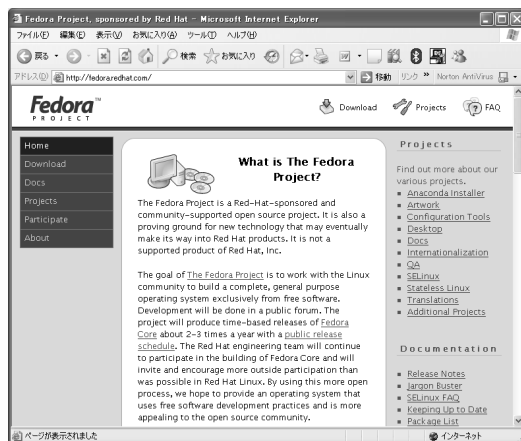 Fedora Project, sponsored by Red Hat - Microsoft Internet Explorer
ファイル(F) 編集(E) 表示(V) お気に入り(A) ツール(T) ヘルプ(H)
戻る 検索 お気に入り
アドレス(D) http://fedora.redhat.com/ 移動 リンク » Norton AntiVirus
Fedora™
PROJECT
Download Projects FAQ
Home
Download
Docs
Projects
Participate
About
What is The Fedora
Project?
The Fedora Project is a Red-Hat-sponsored and
community-supported open source project. It is also a
proving ground for new technology that may eventually
make its way into Red Hat products. It is not a
supported product of Red Hat, Inc.
The goal of The Fedora Project is to work with the Linux
community to build a complete, general purpose
operating system exclusively from free software.
Development will be done in a public forum. The
project will produce time-based releases of Fedora
Core about 2-3 times a year with a public release
schedule. The Red Hat engineering team will continue
to participate in the building of Fedora Core and will
invite and encourage more outside participation than
was possible in Red Hat Linux. By using this more open
process, we hope to provide an operating system that
uses free software development practices and is more
appealing to the open source community.
Projects
Find out more about our
various projects.
Anaconda Installer
Artwork
Configuration Tools
Desktop
Docs
Internationalization
QA
SELinux
Stateless Linux
Translations
Additional Projects
Documentation
Release Notes
Jargon Buster
SELinux FAQ
Keeping Up to Date
Package List
ページが表示されました インターネット